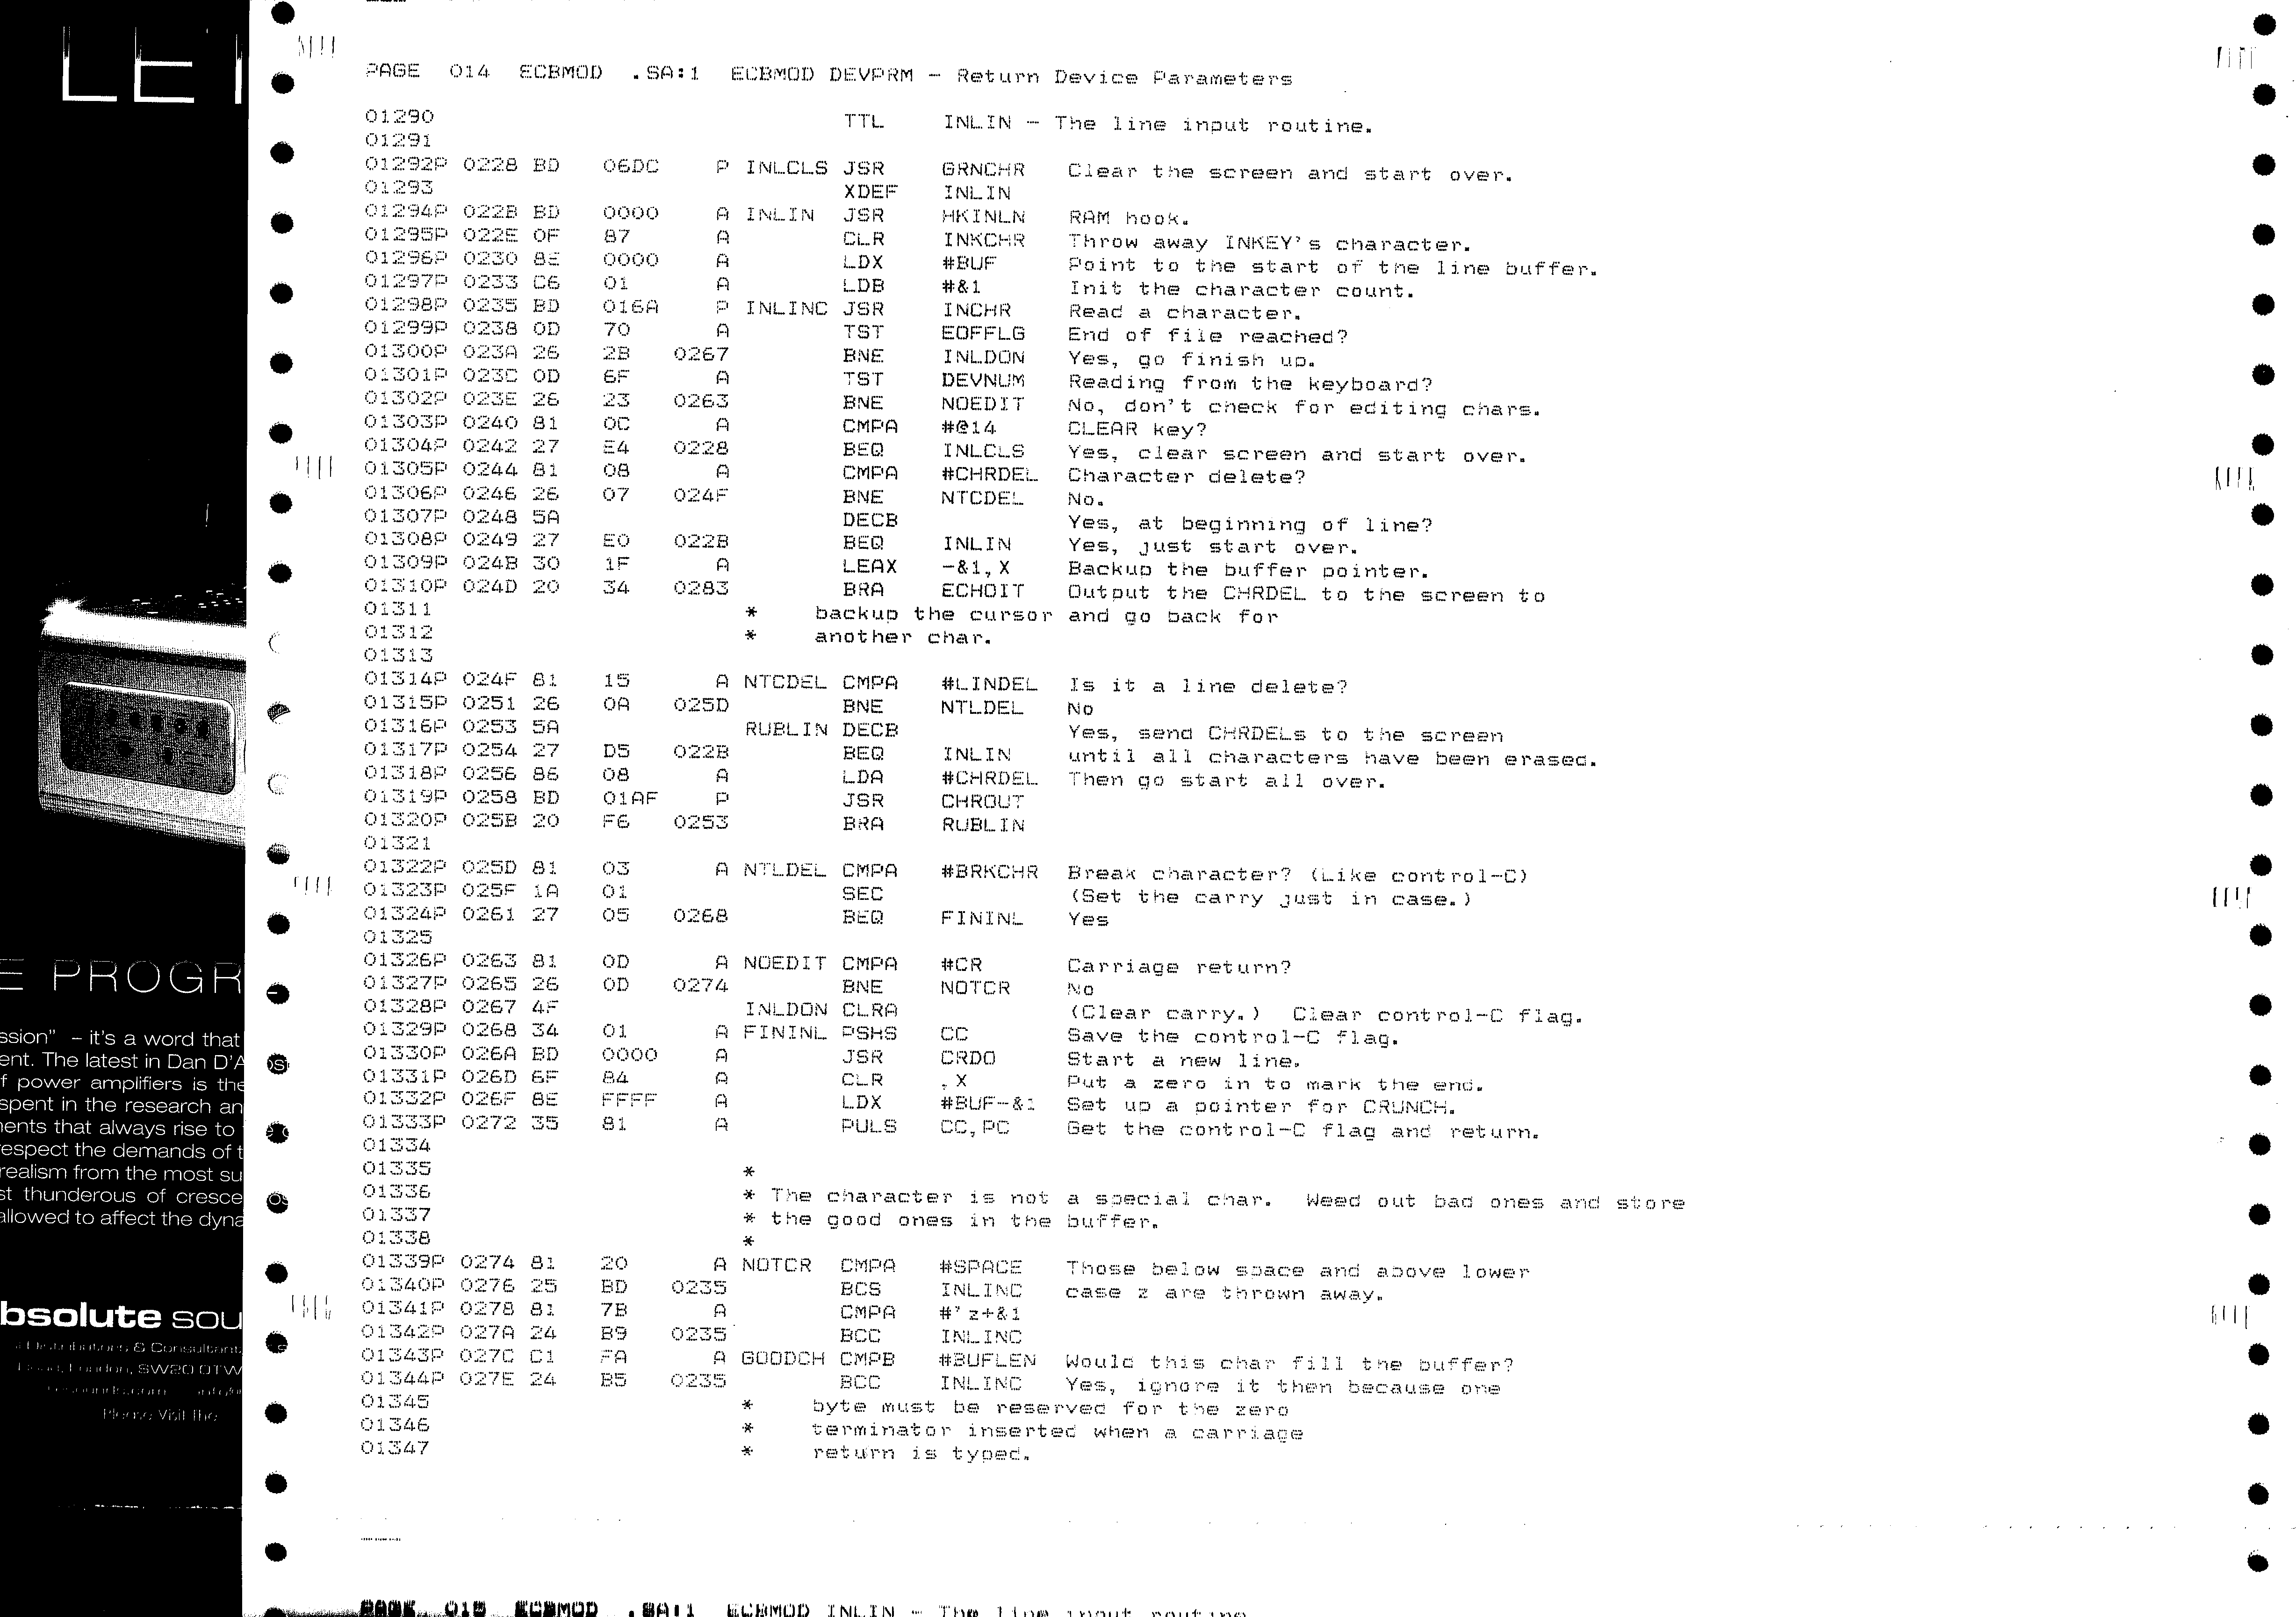 PAGE 014 ECBMOD .SA:1 ECBMOD DEVPRM - Return Device Parameters
01290 TTL INLIN - The line input routine.
01291
01292P 0228 BD 06DC P INLCLS JSR GRNCHR Clear the screen and start over.
01293 XDEF INLIN
01294P 022B BD 0000 A INLIN JSR HKINLN RAM hook.
01295P 022E 0F 87 A CLR INKCHR Throw away INKEY's character.
01296P 0230 8E 0000 A LDX #BUF Point to the start of the line buffer.
01297P 0233 C6 01 A LDB #&1 Init the character count.
01298P 0235 BD 016A P INLINC JSR INCHR Read a character.
01299P 0238 0D 70 A TST EOFFLG End of file reached?
01300P 023A 26 2B 0267 BNE INLDON Yes, go finish up.
01301P 023C 0D 6F A TST DEVNUM Reading from the keyboard?
01302P 023E 26 23 0263 BNE NOEDIT No, don't check for editing chars.
01303P 0240 81 0C A CMPA #@14 CLEAR key?
01304P 0242 27 E4 0228 BEQ INLCLS Yes, clear screen and start over.
01305P 0244 81 08 A CMPA #CHRDEL Character delete?
01306P 0246 26 07 024F BNE NTCDEL No.
01307P 0248 5A DECB Yes, at beginning of line?
01308P 0249 27 E0 022B BEQ INLIN Yes, just start over.
01309P 024B 30 1F A LEAX -&1,X Backup the buffer pointer.
01310P 024D 20 34 0283 BRA ECHOIT Output the CHRDEL to the screen to
01311 * backup the cursor and go back for
01312 * another char.
01313
01314P 024F 81 15 A NTCDEL CMPA #LINDEL Is it a line delete?
01315P 0251 26 0A 025D BNE NTLDEL No
01316P 0253 5A RUBLIN DECB Yes, send CHRDELs to the screen
01317P 0254 27 D5 022B BEQ INLIN until all characters have been erased.
01318P 0256 86 08 A LDA #CHRDEL Then go start all over.
01319P 0258 BD 01AF P JSR CHROUT
01320P 025B 20 F6 0253 BRA RUBLIN
01321
01322P 025D 81 03 A NTLDEL CMPA #BRKCHR Break character? (Like control-C)
01323P 025F 1A 01 SEC (Set the carry just in case.)
01324P 0261 27 05 0268 BEQ FININL Yes
01325
01326P 0263 81 0D A NOEDIT CMPA #CR Carriage return?
01327P 0265 26 0D 0274 BNE NOTCR No
01328P 0267 4F INLDON CLRA (Clear carry.) Clear control-C flag.
01329P 0268 34 01 A FININL PSHS CC Save the control-C flag.
01330P 026A BD 0000 A JSR CRDO Start a new line.
01331P 026D 6F 84 A CLR ,X Put a zero in to mark the end.
01332P 026F 8E FFFF A LDX #BUF-&1 Set up a pointer for CRUNCH.
01333P 0272 35 81 A PULS CC,PC Get the control-C flag and return.
01334
01335 *
01336 * The character is not a special char. Weed out bad ones and store
01337 * the good ones in the buffer.
01338 *
01339P 0274 81 20 A NOTCR CMPA #SPACE Those below space and above lower
01340P 0276 25 BD 0235 BCS INLINC case z are thrown away.
01341P 0278 81 7B A CMPA #'z+&1
01342P 027A 24 B9 0235 BCC INLINC
01343P 027C C1 FA A GOODCH CMPB #BUFLEN Would this char fill the buffer?
01344P 027E 24 B5 0235 BCC INLINC Yes, ignore it then because one
01345 * byte must be reserved for the zero
01346 * terminator inserted when a carriage
01347 * return is typed.
PAGE 015 ECBMOD .SA:1 ECBMOD INLIN - The line input routine
LET
E PROGR
ssion" – it's a word that
ent. The latest in Dan D'A
f power amplifiers is the
spent in the research an
nents that always rise to
respect the demands of t
realism from the most su
st thunderous of cresce
allowed to affect the dyna
bsolute sou
Distributions & Consultant
Road, London, SW20 0TW
Please Visit the